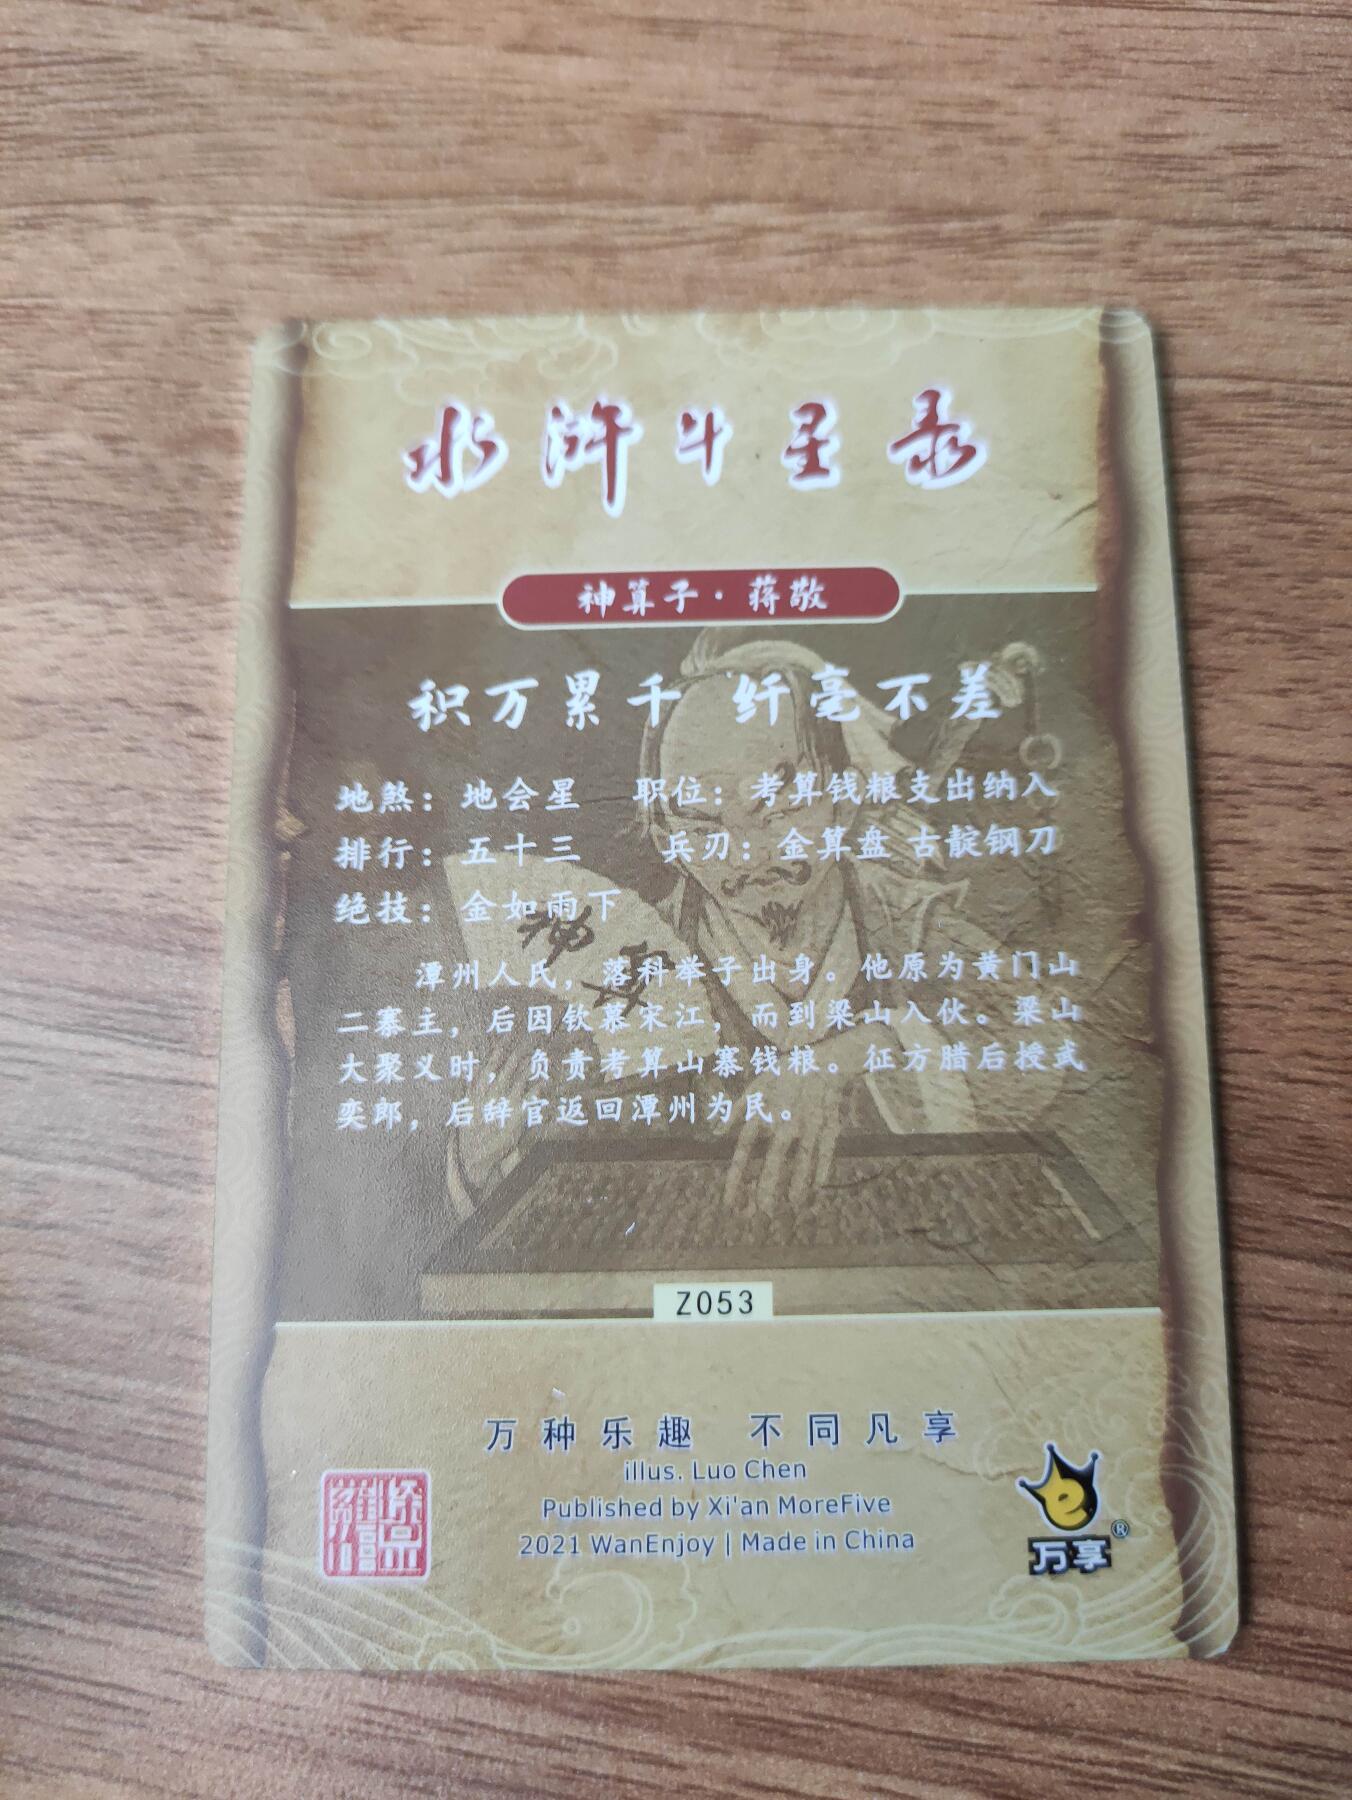 水浒斗星录
神算子·蒋敬
积万累千 纤毫不差
地煞：地会星 职位：考算钱粮支出纳入
排行：五十三 兵刃：金算盘 古靛钢刀
绝技：金如雨下
潭州人氏，落科举子出身。他原为黄门山
二寨主，后因钦慕宋江，而到梁山入伙。梁山
大聚义时，负责考算山寨钱粮。征方腊后授武
奕郎，后辞官返回潭州为民。
Z053
万种乐趣 不同凡享
illus. Luo Chen
Published by Xi'an MoreFive
2021 WanEnjoy | Made in China
e
万享®